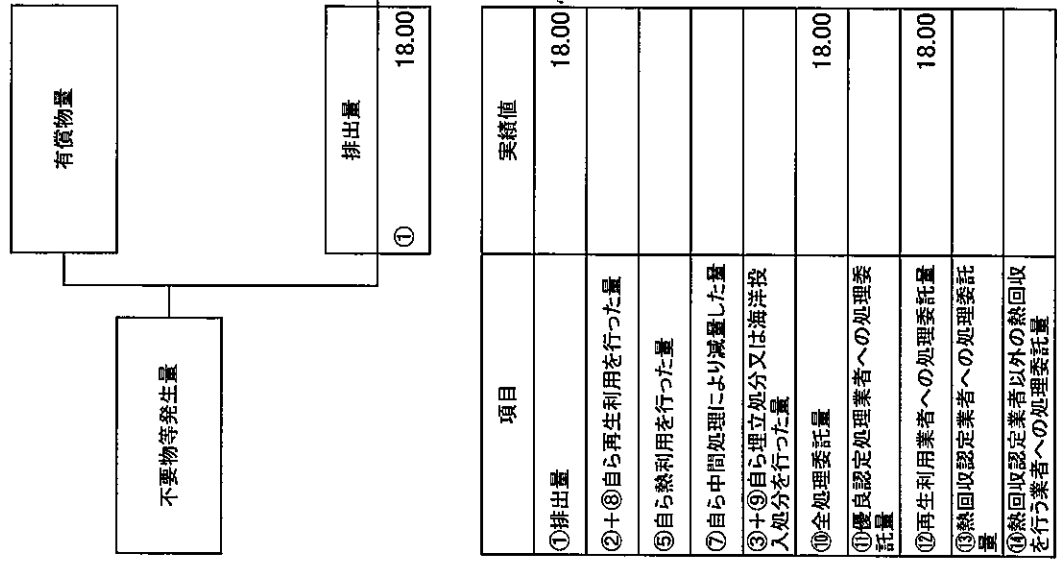 不要物等発生量
有償物量
排出量
① 18.00
項目 実績値
①排出量 18.00
②+⑧自ら再生利用を行った量
⑤自ら熱利用を行った量
⑦自ら中間処理により減量した量
③+⑨自ら埋立処分又は海洋投
入処分を行った量
⑩全処理委託量 18.00
⑪優良認定処理業者への処理委
託量
⑫再生利用業者への処理委託量 18.00
⑬熱回収認定業者への処理委託
量
⑭熱回収認定業者以外の熱回収
を行う業者への処理委託量